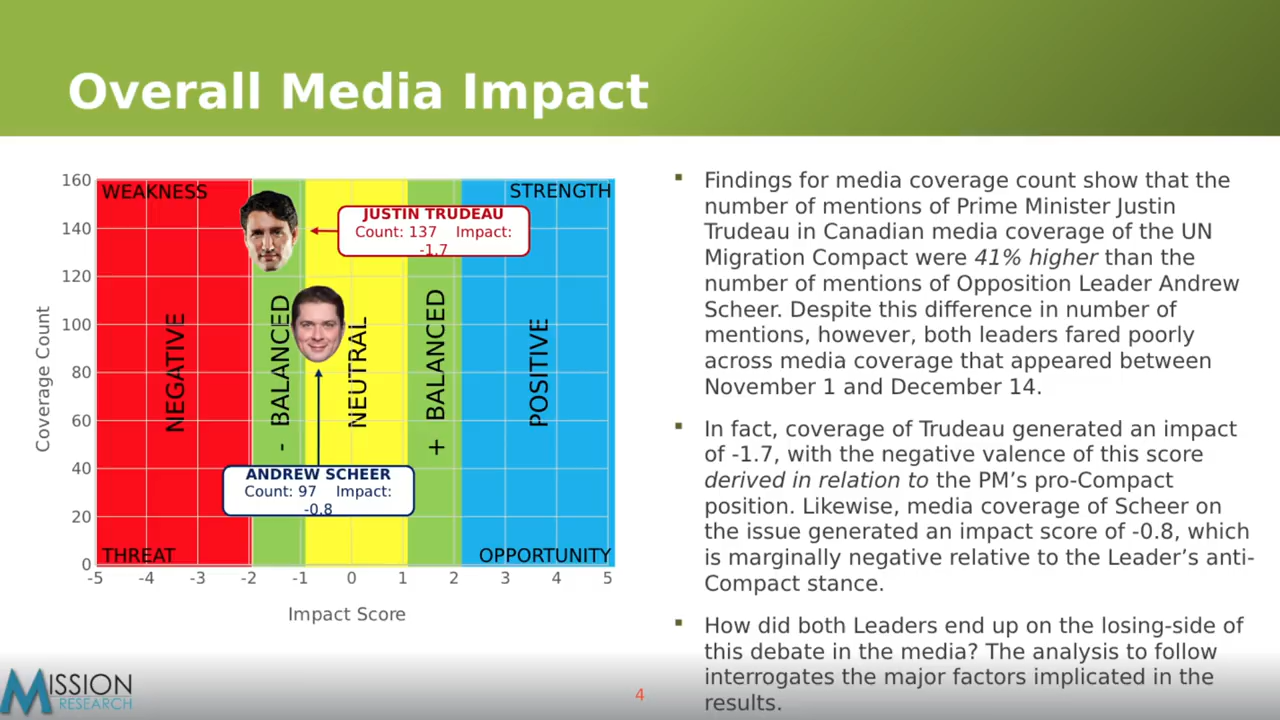 Overall Media Impact
160
140
120
100
80
60
40
20
0
Coverage Count
WEAKNESS
STRENGTH
THREAT
OPPORTUNITY
NEGATIVE
- BALANCED
NEUTRAL
+ BALANCED
POSITIVE
JUSTIN TRUDEAU
Count: 137 Impact:
-1.7
ANDREW SCHEER
Count: 97 Impact:
-0.8
-5 -4 -3 -2 -1 0 1 2 3 4 5
Impact Score
Findings for media coverage count show that the
number of mentions of Prime Minister Justin
Trudeau in Canadian media coverage of the UN
Migration Compact were 41% higher than the
number of mentions of Opposition Leader Andrew
Scheer. Despite this difference in number of
mentions, however, both leaders fared poorly
across media coverage that appeared between
November 1 and December 14.
In fact, coverage of Trudeau generated an impact
of -1.7, with the negative valence of this score
derived in relation to the PM’s pro-Compact
position. Likewise, media coverage of Scheer on
the issue generated an impact score of -0.8, which
is marginally negative relative to the Leader’s anti-
Compact stance.
How did both Leaders end up on the losing-side of
this debate in the media? The analysis to follow
interrogates the major factors implicated in the
results.
MISSION
RESEARCH
4